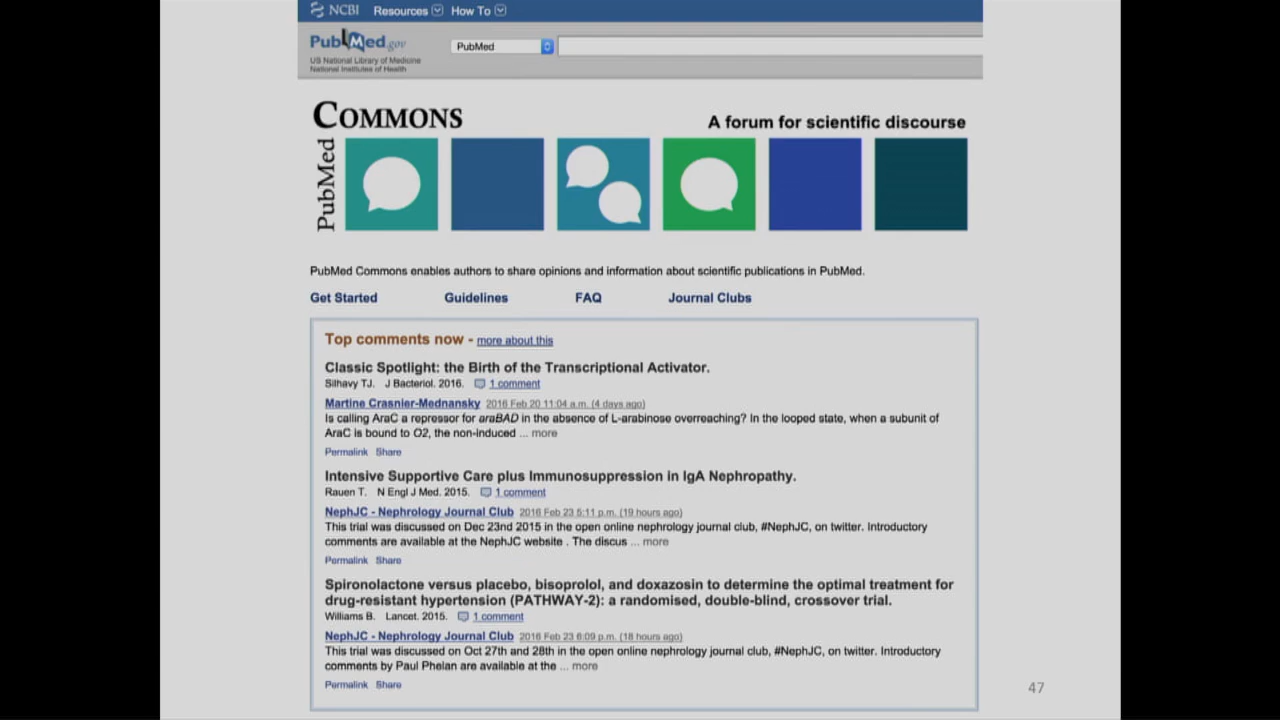 NCBI Resources How To
PubMed.gov
US National Library of Medicine
National Institutes of Health
PubMed
COMMONS
A forum for scientific discourse
PubMed
PubMed Commons enables authors to share opinions and information about scientific publications in PubMed.
Get Started Guidelines FAQ Journal Clubs
Top comments now - more about this
Classic Spotlight: the Birth of the Transcriptional Activator.
Silhavy TJ. J Bacteriol. 2016. 1 comment
Martine Crasnier-Mednansky 2016 Feb 20 11:04 a.m. (4 days ago)
Is calling AraC a repressor for araBAD in the absence of L-arabinose overreaching? In the looped state, when a subunit of
AraC is bound to O2, the non-induced ... more
Permalink Share
Intensive Supportive Care plus Immunosuppression in IgA Nephropathy.
Rauen T. N Engl J Med. 2015. 1 comment
NephJC - Nephrology Journal Club 2016 Feb 23 5:11 p.m. (19 hours ago)
This trial was discussed on Dec 23nd 2015 in the open online nephrology journal club, #NephJC, on twitter. Introductory
comments are available at the NephJC website . The discus ... more
Permalink Share
Spironolactone versus placebo, bisoprolol, and doxazosin to determine the optimal treatment for
drug-resistant hypertension (PATHWAY-2): a randomised, double-blind, crossover trial.
Williams B. Lancet. 2015. 1 comment
NephJC - Nephrology Journal Club 2016 Feb 23 6:09 p.m. (18 hours ago)
This trial was discussed on Oct 27th and 28th in the open online nephrology journal club, #NephJC, on twitter. Introductory
comments by Paul Phelan are available at the ... more
Permalink Share
47